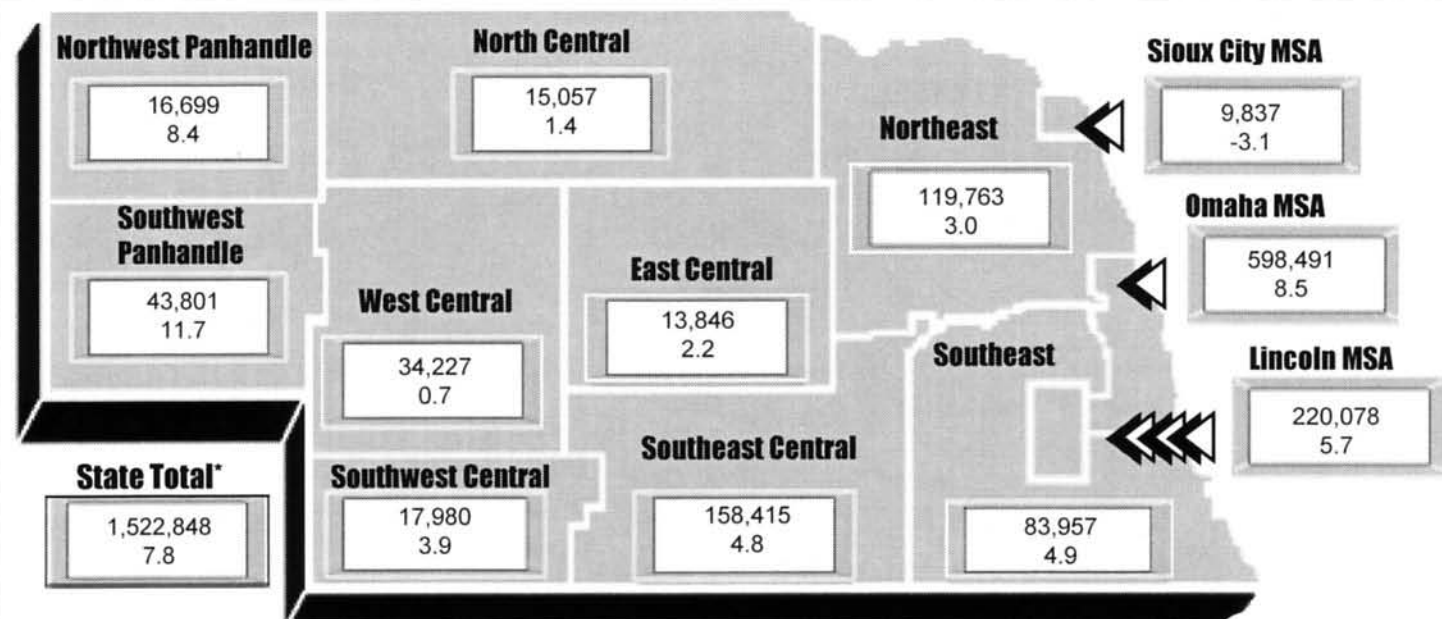 Northwest Panhandle
16,699
8.4
North Central
15,057
1.4
Sioux City MSA
9,837
-3.1
Northeast
119,763
3.0
Omaha MSA
598,491
8.5
Southwest
Panhandle
43,801
11.7
West Central
34,227
0.7
East Central
13,846
2.2
Southeast
83,957
4.9
Lincoln MSA
220,078
5.7
State Total*
1,522,848
7.8
Southwest Central
17,980
3.9
Southeast Central
158,415
4.8